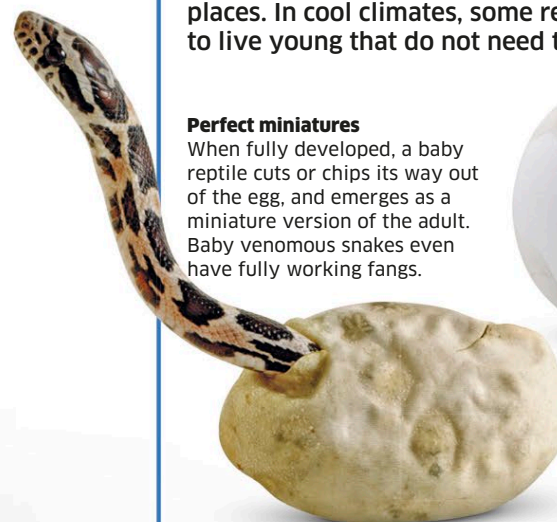 places. In cool climates, some re
to live young that do not need t
Perfect miniatures
When fully developed, a baby
reptile cuts or chips its way out
of the egg, and emerges as a
miniature version of the adult.
Baby venomous snakes even
have fully working fangs.